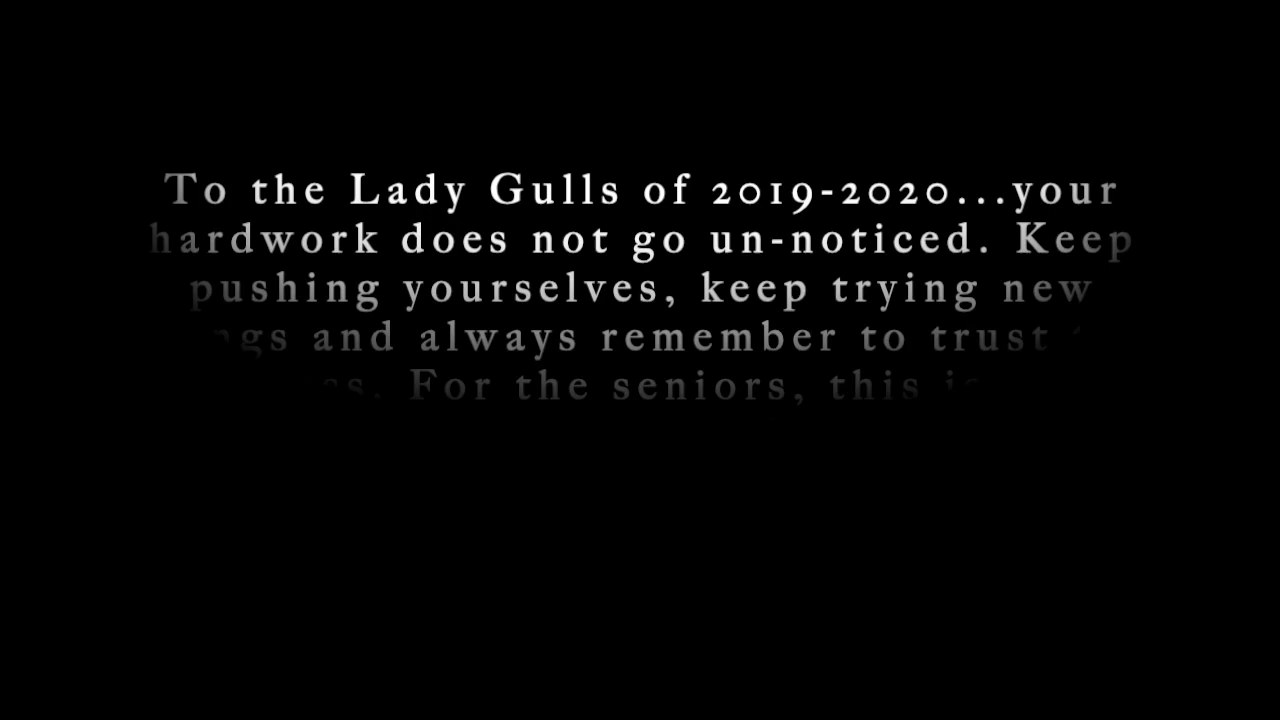 To the Lady Gulls of 2019-2020...your
hardwork does not go un-noticed. Keep
pushing yourselves, keep trying new
and always remember to trust
For the seniors, this